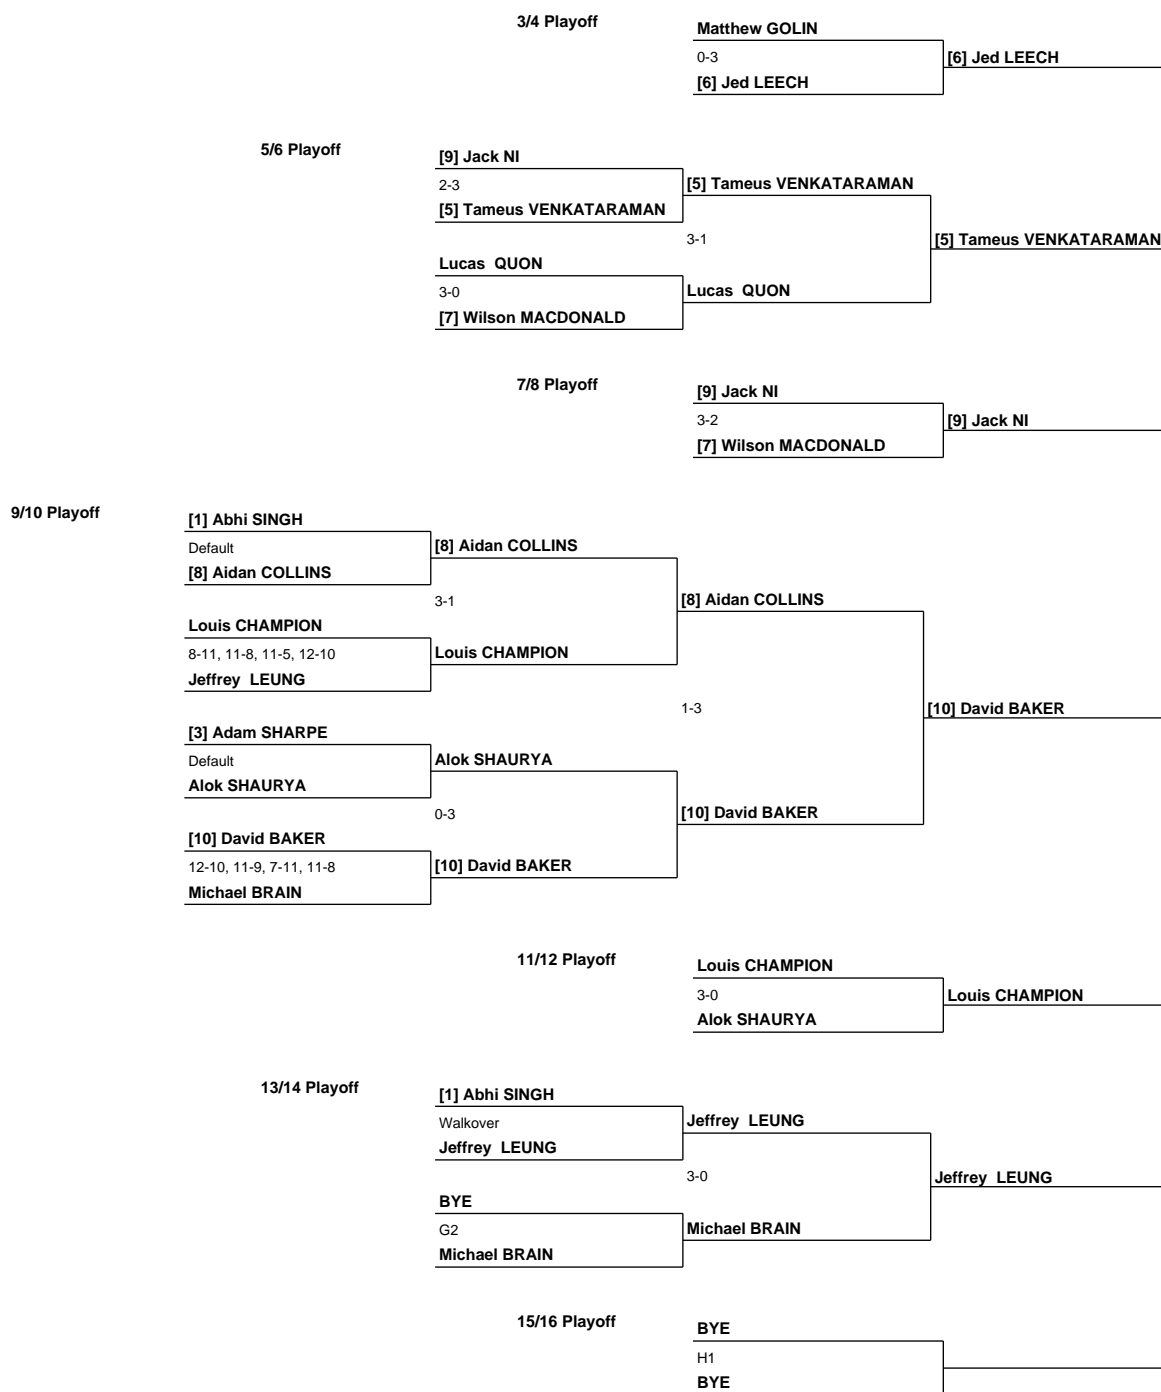 3/4 Playoff
Matthew GOLIN
0-3
[6] Jed LEECH
[6] Jed LEECH
5/6 Playoff
[9] Jack NI
2-3
[5] Tameus VENKATARAMAN
[5] Tameus VENKATARAMAN
3-1
[5] Tameus VENKATARAMAN
Lucas QUON
3-0
Lucas QUON
[7] Wilson MACDONALD
7/8 Playoff
[9] Jack NI
3-2
[9] Jack NI
[7] Wilson MACDONALD
9/10 Playoff
[1] Abhi SINGH
Default
[8] Aidan COLLINS
[8] Aidan COLLINS
3-1
[8] Aidan COLLINS
Louis CHAMPION
8-11, 11-8, 11-5, 12-10
Louis CHAMPION
Jeffrey LEUNG
1-3
[10] David BAKER
[3] Adam SHARPE
Default
Alok SHAURYA
Alok SHAURYA
0-3
[10] David BAKER
[10] David BAKER
12-10, 11-9, 7-11, 11-8
[10] David BAKER
Michael BRAIN
11/12 Playoff
Louis CHAMPION
3-0
Louis CHAMPION
Alok SHAURYA
13/14 Playoff
[1] Abhi SINGH
Walkover
Jeffrey LEUNG
Jeffrey LEUNG
3-0
Jeffrey LEUNG
BYE
G2
Michael BRAIN
Michael BRAIN
15/16 Playoff
BYE
H1
BYE